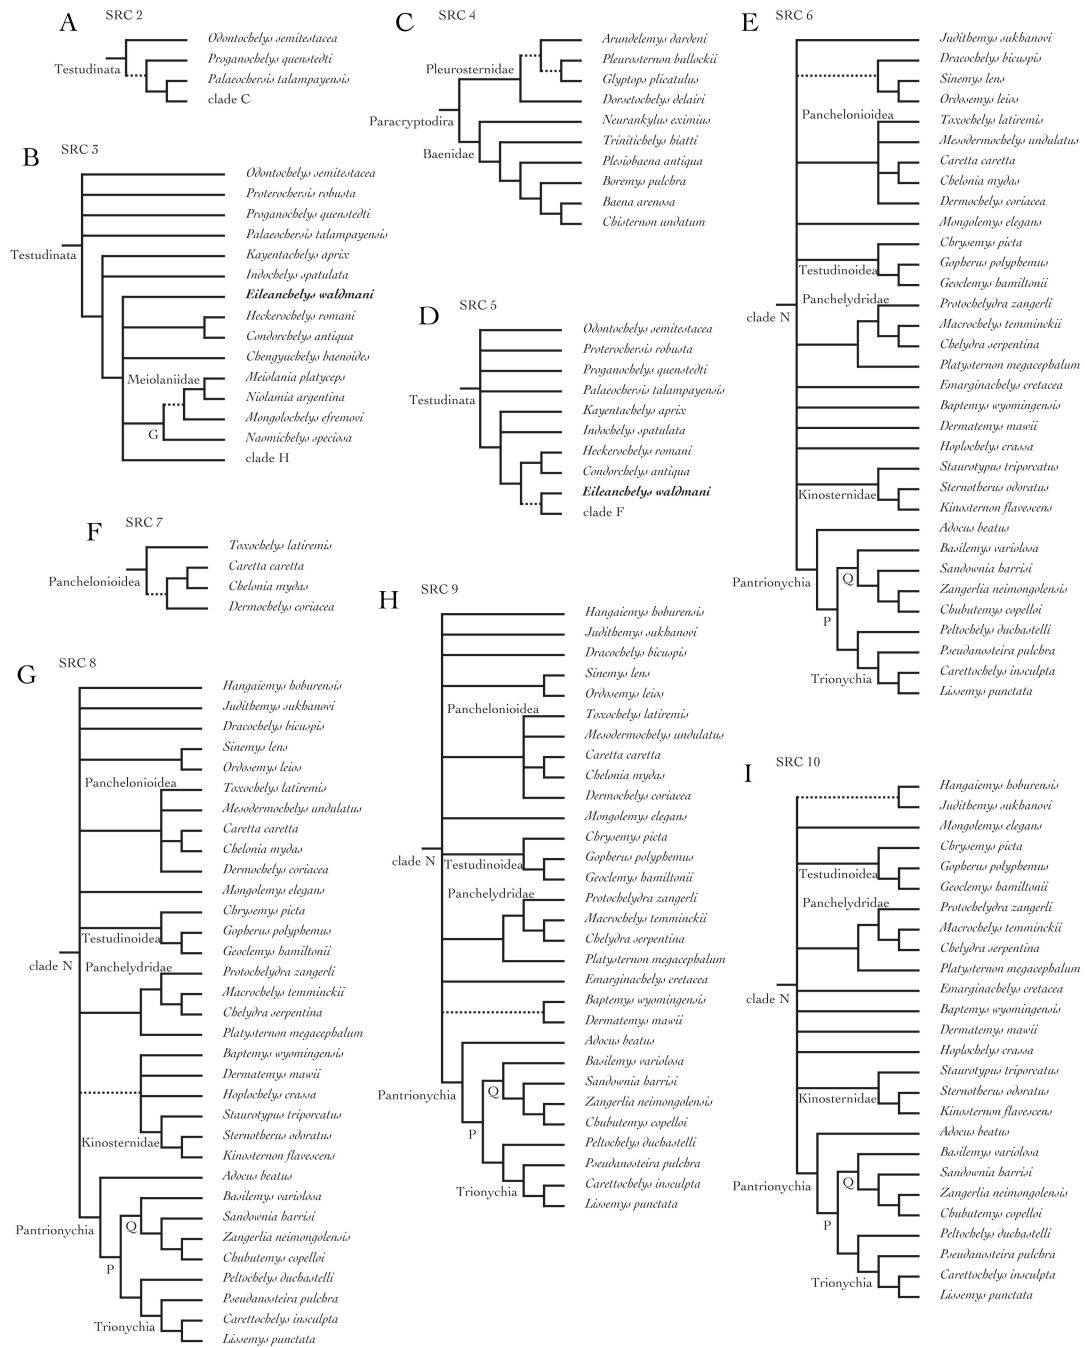 A
SRC 2
Odontochelys semitestacea
Proganochelys quenstedti
Testudinata
Palaeochersis talampayensis
clade C
B
SRC 3
Odontochelys semitestacea
Proterochersis robusta
Proganochelys quenstedti
Palaeochersis talampayensis
Testudinata
Kayentachelys aprix
Indochelys spatulata
Eileanchelys waldmani
Heckerochelys romani
Condorchelys antiqua
Chengyuchelys baenoides
Meiolaniidae
Meiolania platyceps
Niolamia argentina
Mongolochelys efremovi
G
Naomichelys speciosa
clade H
C
SRC 4
Arundelemys dardeni
Pleurosternidae
Pleurosternon bullockii
Glyptops plicatulus
Dorsetochelys delairi
Paracryptodira
Neurankylus eximius
Trinitichelys hiatti
Baenidae
Plesiobaena antiqua
Boremys pulchra
Baena arenosa
Chisternon undatum
D
SRC 5
Odontochelys semitestacea
Proterochersis robusta
Proganochelys quenstedti
Palaeochersis talampayensis
Testudinata
Kayentachelys aprix
Indochelys spatulata
Heckerochelys romani
Condorchelys antiqua
Eileanchelys waldmani
clade F
E
SRC 6
Judithemys sukhanovi
Dracochelys bicuspis
Sinemys lens
Ordosemys leios
Panchelonioidea
Toxochelys latiremis
Mesodermochelys undulatus
Caretta caretta
Chelonia mydas
Dermochelys coriacea
Mongolemys elegans
Chrysemys picta
Testudinoidea
Gopherus polyphemus
Geoclemys hamiltonii
Panchelydridae
Protochelydra zangerli
clade N
Macrochelys temminckii
Chelydra serpentina
Platysternon megacephalum
Emarginachelys cretacea
Baptemys wyomingensis
Dermatemys mawii
Hoplochelys crassa
Staurotypus triporcatus
Kinosternidae
Sternotherus odoratus
Kinosternon flavescens
Adocus beatus
Basilemys variolosa
Pantrionychia
Q
Sandownia harrisi
Zangerlia neimongolensis
Chubutemys copelloi
P
Peltochelys duchastelli
Pseudanosteira pulchra
Trionychia
Carettochelys insculpta
Lissemys punctata
F
SRC 7
Toxochelys latiremis
Caretta caretta
Panchelonioidea
Chelonia mydas
Dermochelys coriacea
G
SRC 8
Hangaiemys hoburensis
Judithemys sukhanovi
Dracochelys bicuspis
Sinemys lens
Ordosemys leios
Panchelonioidea
Toxochelys latiremis
Mesodermochelys undulatus
Caretta caretta
Chelonia mydas
Dermochelys coriacea
Mongolemys elegans
Chrysemys picta
Testudinoidea
Gopherus polyphemus
Geoclemys hamiltonii
clade N
Panchelydridae
Protochelydra zangerli
Macrochelys temminckii
Chelydra serpentina
Platysternon megacephalum
Baptemys wyomingensis
Dermatemys mawii
Hoplochelys crassa
Staurotypus triporcatus
Kinosternidae
Sternotherus odoratus
Kinosternon flavescens
Adocus beatus
Basilemys variolosa
Pantrionychia
Q
Sandownia harrisi
Zangerlia neimongolensis
Chubutemys copelloi
P
Peltochelys duchastelli
Pseudanosteira pulchra
Trionychia
Carettochelys insculpta
Lissemys punctata
H
SRC 9
Hangaiemys hoburensis
Judithemys sukhanovi
Dracochelys bicuspis
Sinemys lens
Ordosemys leios
Panchelonioidea
Toxochelys latiremis
Mesodermochelys undulatus
Caretta caretta
Chelonia mydas
Dermochelys coriacea
Mongolemys elegans
Chrysemys picta
clade N
Testudinoidea
Gopherus polyphemus
Geoclemys hamiltonii
Panchelydridae
Protochelydra zangerli
Macrochelys temminckii
Chelydra serpentina
Platysternon megacephalum
Emarginachelys cretacea
Baptemys wyomingensis
Dermatemys mawii
Adocus beatus
Basilemys variolosa
Pantrionychia
Q
Sandownia harrisi
Zangerlia neimongolensis
Chubutemys copelloi
P
Peltochelys duchastelli
Pseudanosteira pulchra
Trionychia
Carettochelys insculpta
Lissemys punctata
I
SRC 10
Hangaiemys hoburensis
Judithemys sukhanovi
Mongolemys elegans
Chrysemys picta
Testudinoidea
Gopherus polyphemus
Geoclemys hamiltonii
Panchelydridae
Protochelydra zangerli
Macrochelys temminckii
Chelydra serpentina
Platysternon megacephalum
clade N
Emarginachelys cretacea
Baptemys wyomingensis
Dermatemys mawii
Hoplochelys crassa
Staurotypus triporcatus
Kinosternidae
Sternotherus odoratus
Kinosternon flavescens
Adocus beatus
Basilemys variolosa
Pantrionychia
Q
Sandownia harrisi
Zangerlia neimongolensis
Chubutemys copelloi
P
Peltochelys duchastelli
Pseudanosteira pulchra
Trionychia
Carettochelys insculpta
Lissemys punctata